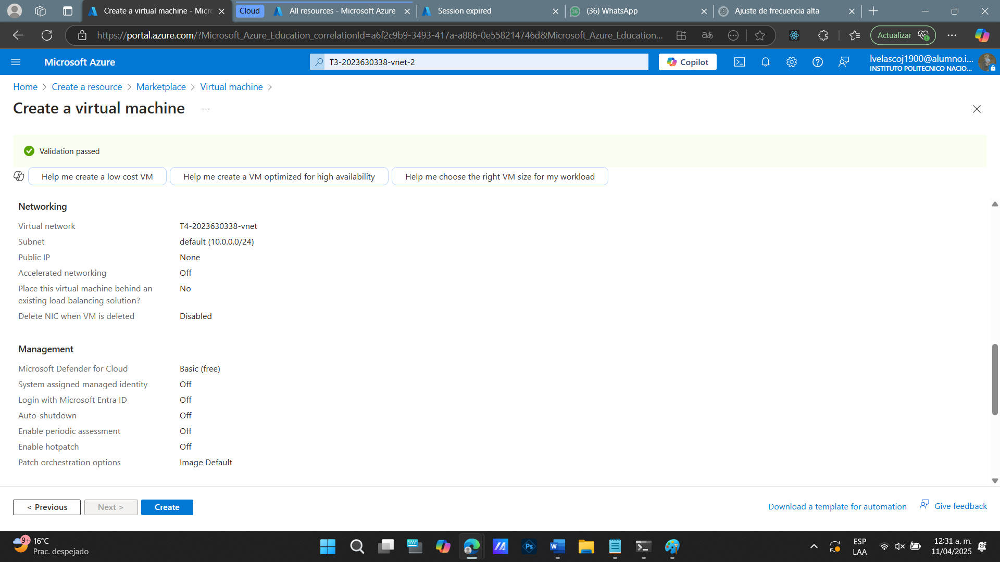 Create a virtual machine - Micr
Cloud
All resources - Microsoft Azure
Session expired
36
(36) WhatsApp
Ajuste de frecuencia alta
https://portal.azure.com/?Microsoft_Azure_Education_correlationId=a6f2c9b9-3493-417a-a886-0e558214746d&Microsoft_Azure_Education...
Actualizar
Microsoft Azure
T3-2023630338-vnet-2
Copilot
lvelascoj1900@alumno.i...
INSTITUTO POLITECNICO NACIO...
Home > Create a resource > Marketplace > Virtual machine >
Create a virtual machine ...
Validation passed
Help me create a low cost VM
Help me create a VM optimized for high availability
Help me choose the right VM size for my workload
Networking
Virtual network T4-2023630338-vnet
Subnet default (10.0.0.0/24)
Public IP None
Accelerated networking Off
Place this virtual machine behind an No
existing load balancing solution?
Delete NIC when VM is deleted Disabled
Management
Microsoft Defender for Cloud Basic (free)
System assigned managed identity Off
Login with Microsoft Entra ID Off
Auto-shutdown Off
Enable periodic assessment Off
Enable hotpatch Off
Patch orchestration options Image Default
< Previous
Next >
Create
Download a template for automation
Give feedback
9+
16°C
Prac. despejado
Ps
W
ESP
LAA
12:31 a. m.
11/04/2025